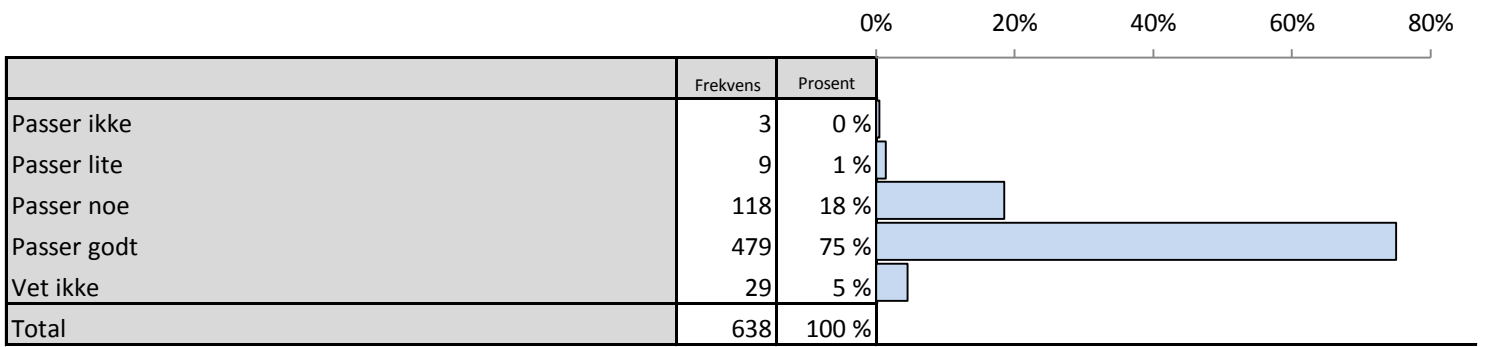 0% 20% 40% 60% 80%
Frekvens Prosent
Passer ikke 3 0 %
Passer lite 9 1 %
Passer noe 118 18 %
Passer godt 479 75 %
Vet ikke 29 5 %
Total 638 100 %